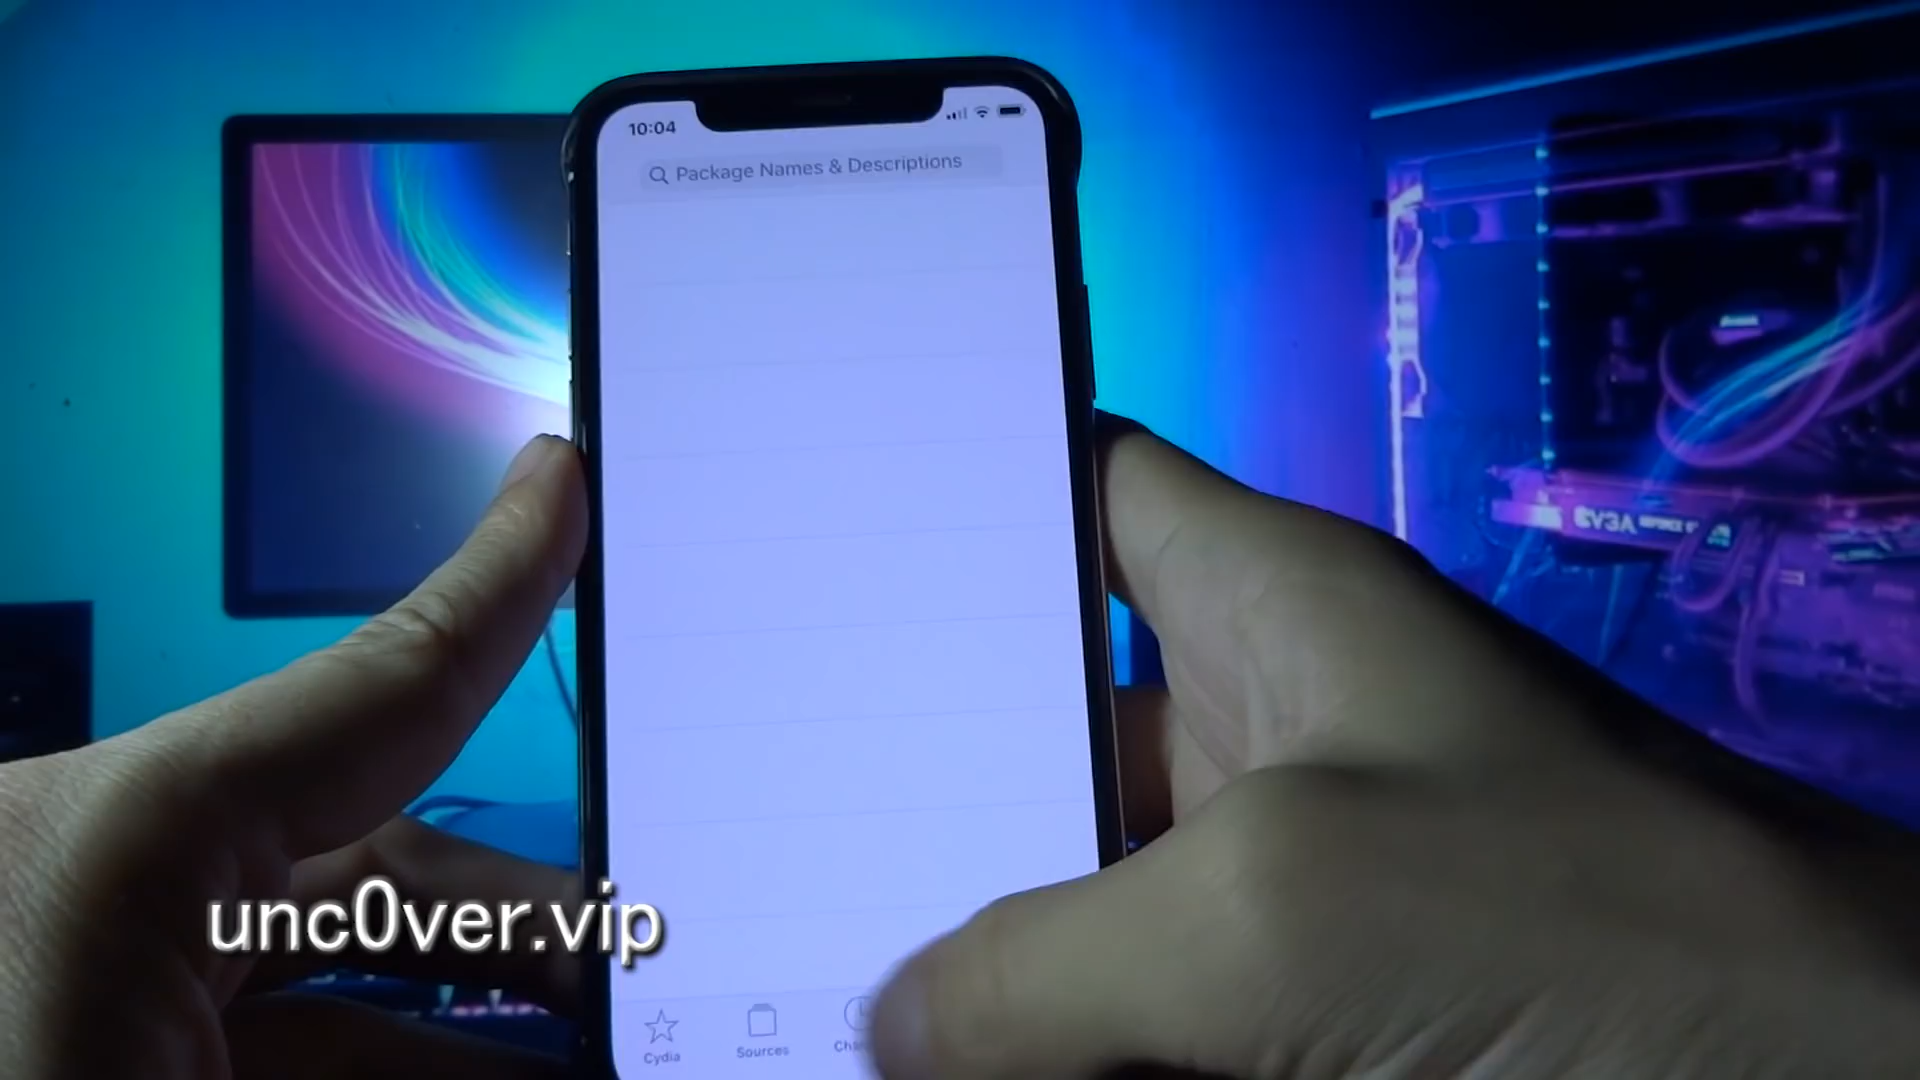 10:04
Package Names & Descriptions
EVGA
unc0ver.vip
Cydia
Sources